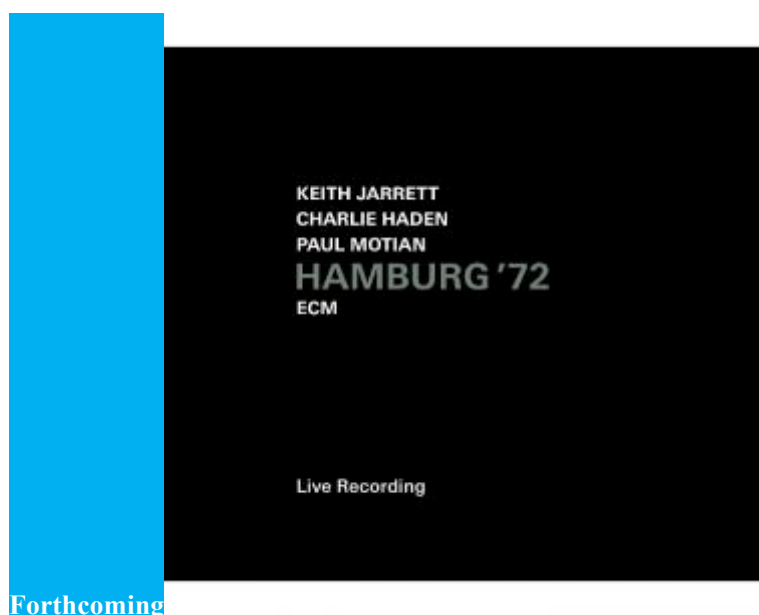 KEITH JARRETT
CHARLIE HADEN
PAUL MOTIAN
HAMBURG '72
ECM
Live Recording
Forthcoming